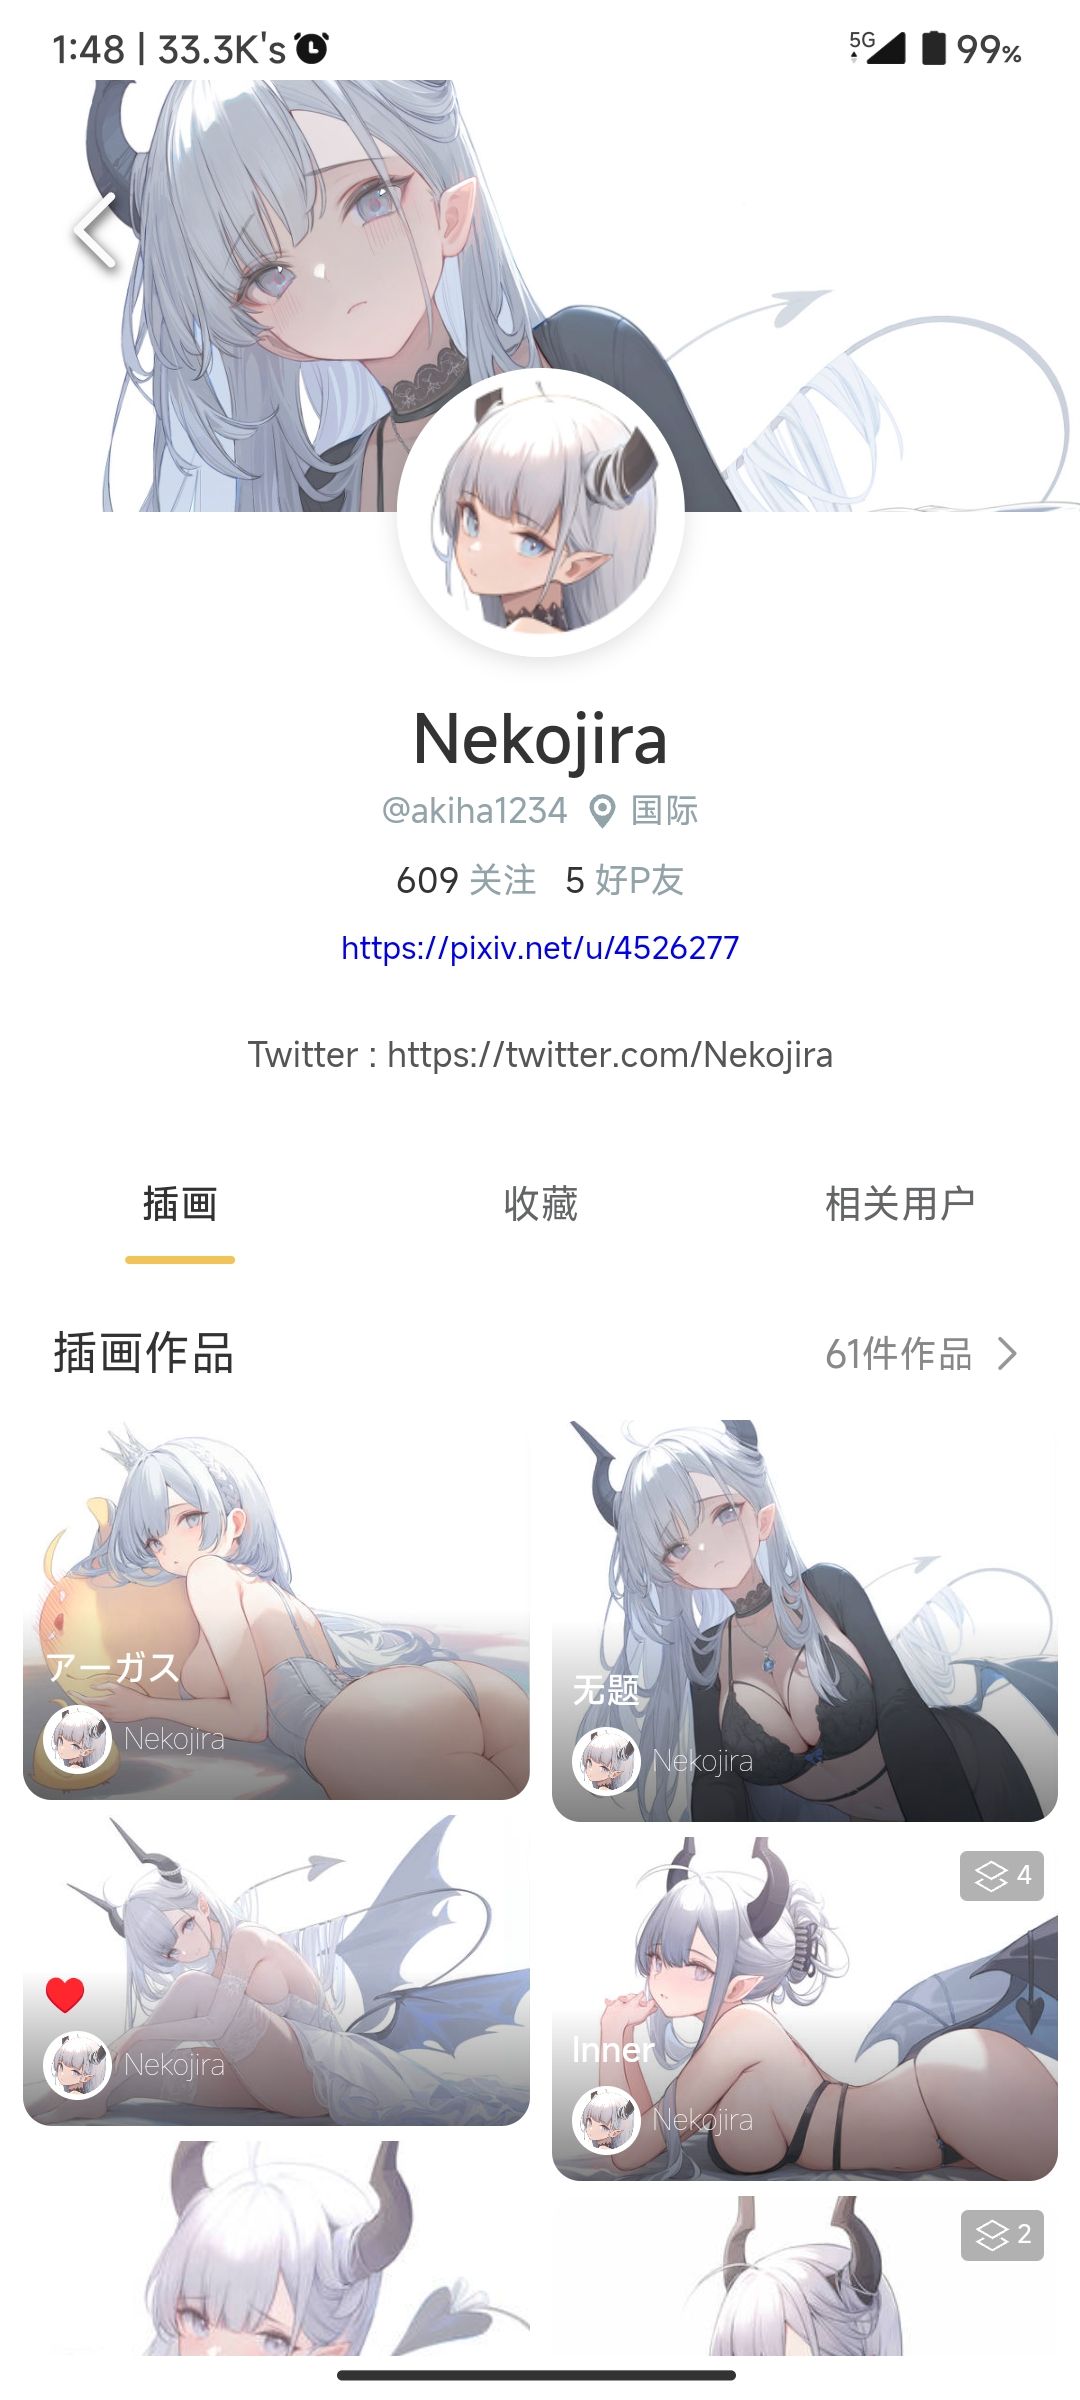 1:48 | 33.3K's
5G 99%
Nekojira
@akiha1234 国际
609 关注 5 好P友
https://pixiv.net/u/4526277
Twitter : https://twitter.com/Nekojira
插画 收藏 相关用户
插画作品 61件作品
アーガス
Nekojira
无题
Nekojira
Nekojira
4
Inner
Nekojira
2